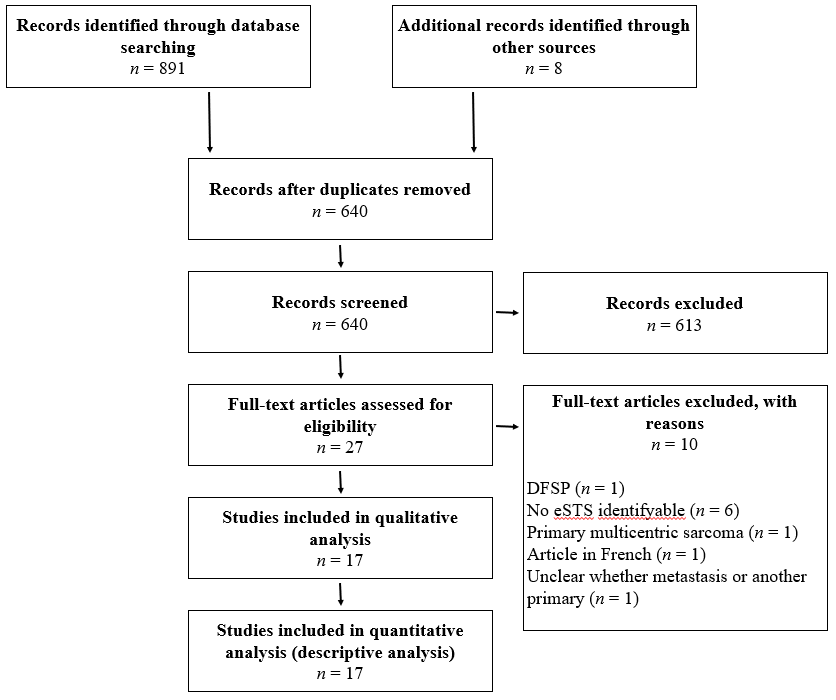 Records identified through database
searching
n = 891
Additional records identified through
other sources
n = 8
Records after duplicates removed
n = 640
Records screened
n = 640
Records excluded
n = 613
Full-text articles assessed for
eligibility
n = 27
Full-text articles excluded, with
reasons
n = 10
DFSP (n = 1)
No eSTS identifyable (n = 6)
Primary multicentric sarcoma (n = 1)
Article in French (n = 1)
Unclear whether metastasis or another
primary (n = 1)
Studies included in qualitative
analysis
n = 17
Studies included in quantitative
analysis (descriptive analysis)
n = 17